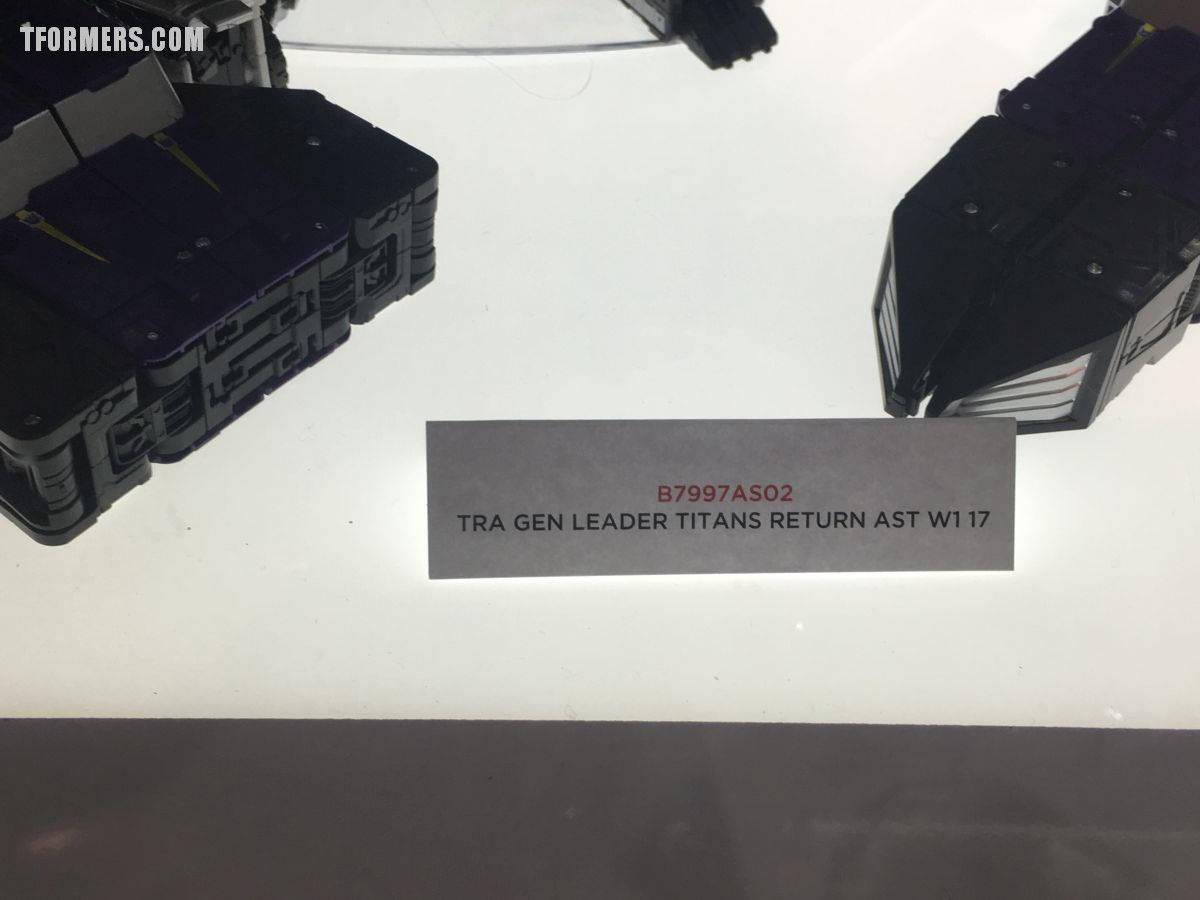 TFORMERS.COM
B7997AS02
TRA GEN LEADER TITANS RETURN AST W1 17